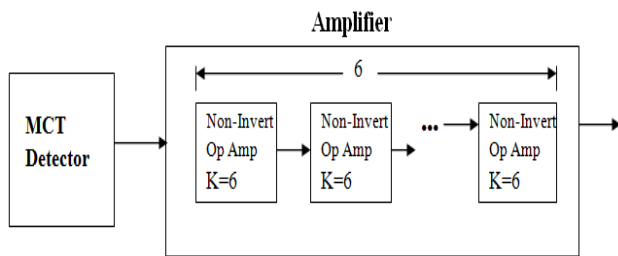 Amplifier
6
MCT
Detector
Non-Invert
Op Amp
K=6
Non-Invert
Op Amp
K=6
...
Non-Invert
Op Amp
K=6